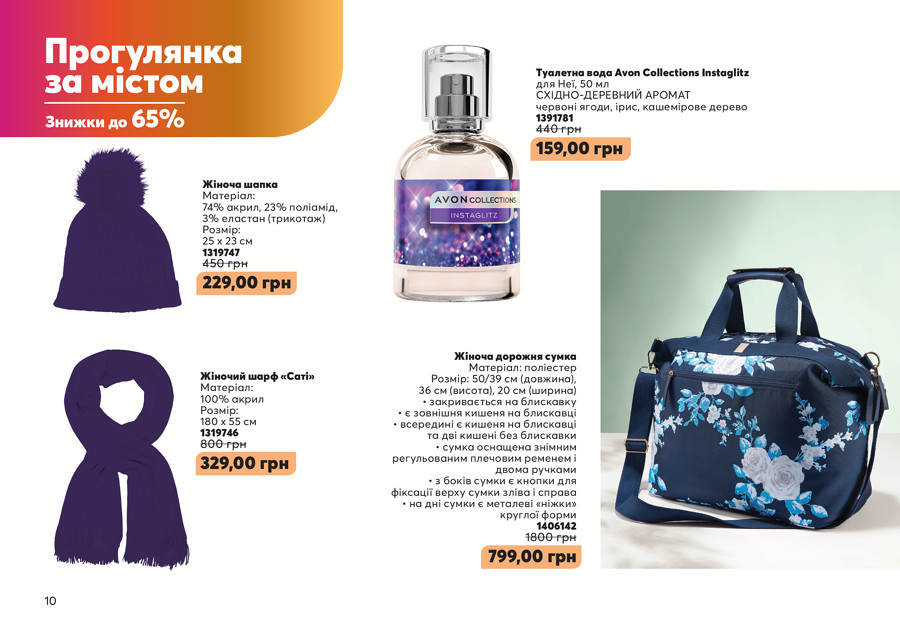 Прогулянка
за містом
Знижки до 65%
Туалетна вода Avon Collections Instaglitz
для Неї, 50 мл
СХІДНО-ДЕРЕВНИЙ АРОМАТ
червоні ягоди, ірис, кашемірове дерево
1391781
440 грн
159,00 грн
AVON COLLECTIONS
INSTAGLITZ
Жіноча шапка
Матеріал:
74% акрил, 23% поліамід,
3% еластан (трикотаж)
Розмір:
25 х 23 см
1319747
450 грн
229,00 грн
Жіночий шарф «Саті»
Матеріал:
100% акрил
Розмір:
180 х 55 см
1319746
800 грн
329,00 грн
Жіноча дорожня сумка
Матеріал: поліестер
Розмір: 50/39 см (довжина),
36 см (висота), 20 см (ширина)
• закривається на блискавку
• є зовнішня кишеня на блискавці
• всередині є кишеня на блискавці
та дві кишені без блискавки
• сумка оснащена знімним
регульованим плечовим ременем і
двома ручками
• з боків сумки є кнопки для
фіксації верху сумки зліва і справа
• на дні сумки є металеві «ніжки»
круглої форми
1406142
1800 грн
799,00 грн
10